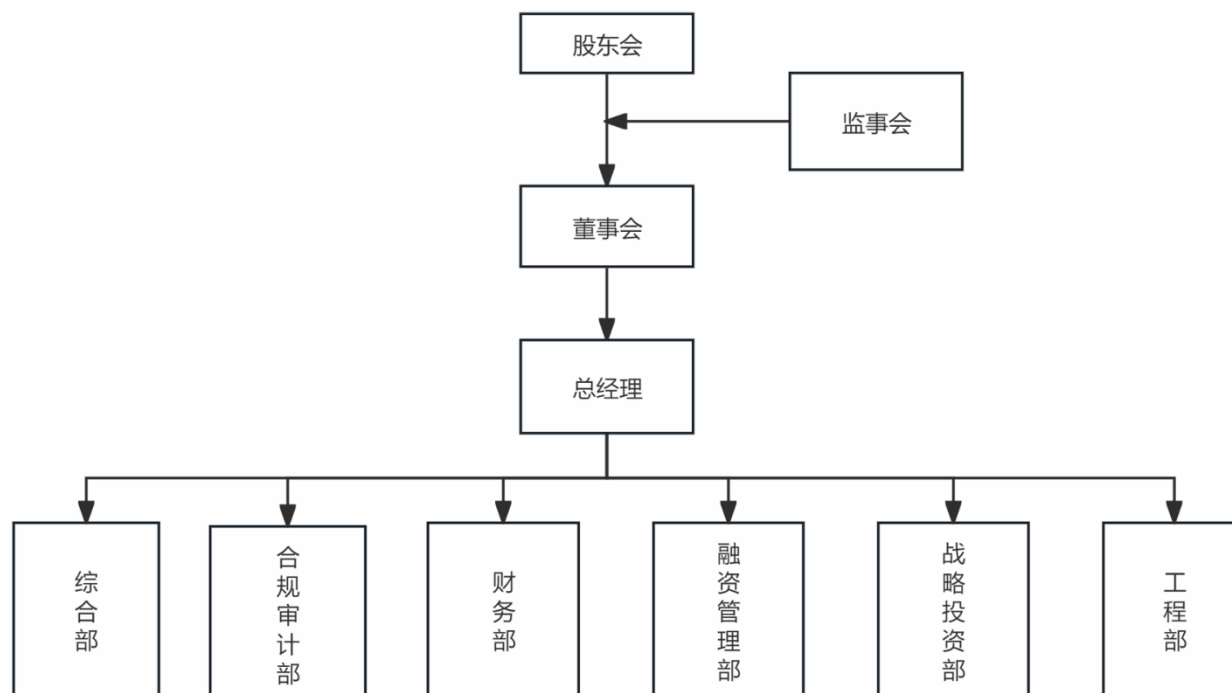 股东会
监事会
董事会
总经理
综合部
合规审计部
财务部
融资管理部
战略投资部
工程部